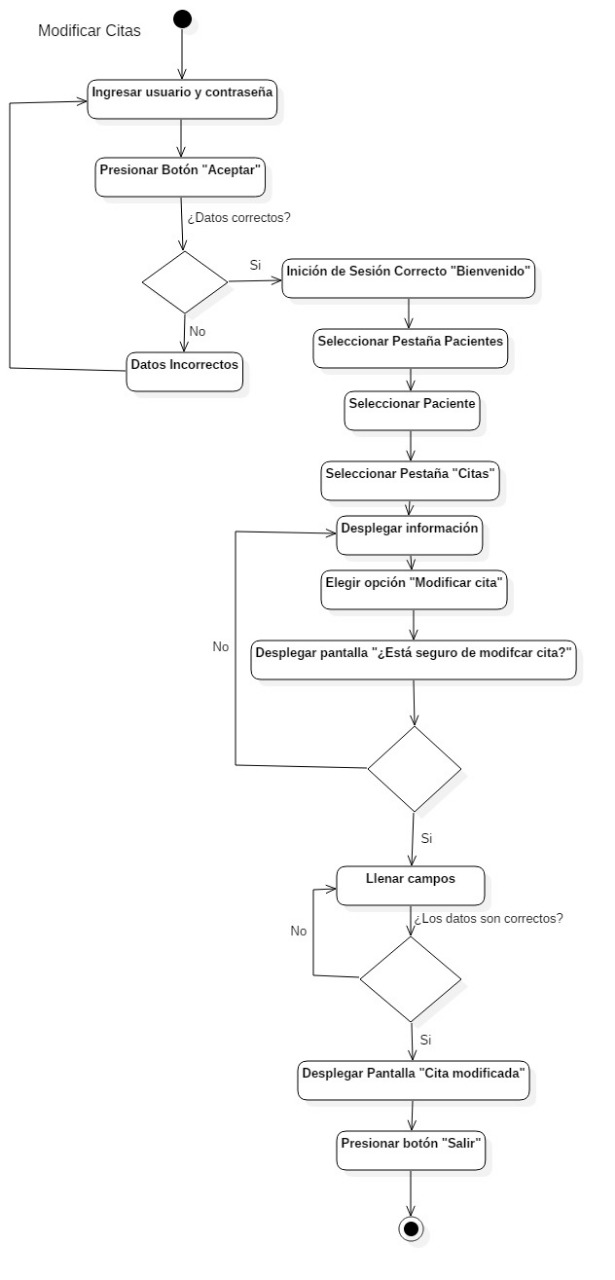 Modificar Citas
Ingresar usuario y contraseña
Presionar Botón "Aceptar"
¿Datos correctos?
Si
Inición de Sesión Correcto "Bienvenido"
No
Datos Incorrectos
Seleccionar Pestaña Pacientes
Seleccionar Paciente
Seleccionar Pestaña "Citas"
Desplegar información
Elegir opción "Modificar cita"
No
Desplegar pantalla "¿Está seguro de modifcar cita?"
Si
Llenar campos
¿Los datos son correctos?
No
Si
Desplegar Pantalla "Cita modificada"
Presionar botón "Salir"